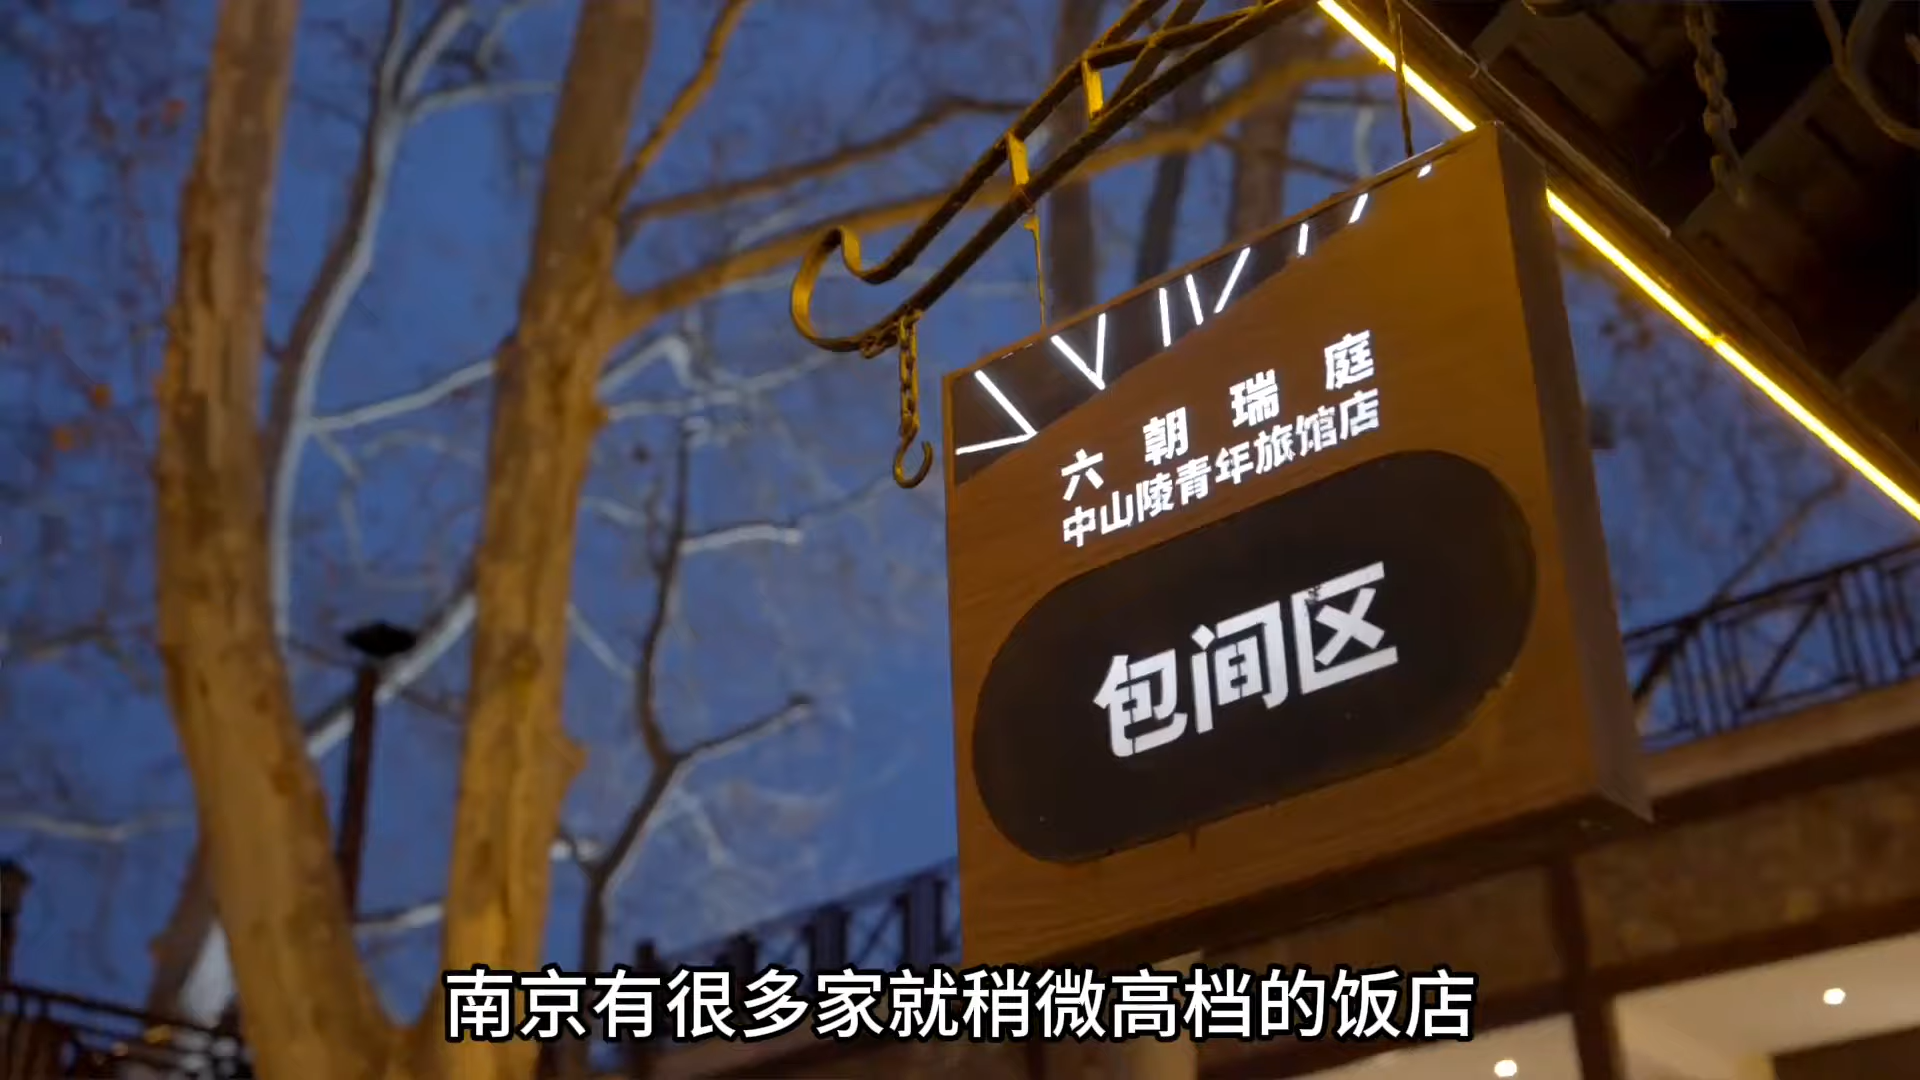 六朝瑞庭
中山陵青年旅馆店
包间区
南京有很多家就稍微高档的饭店